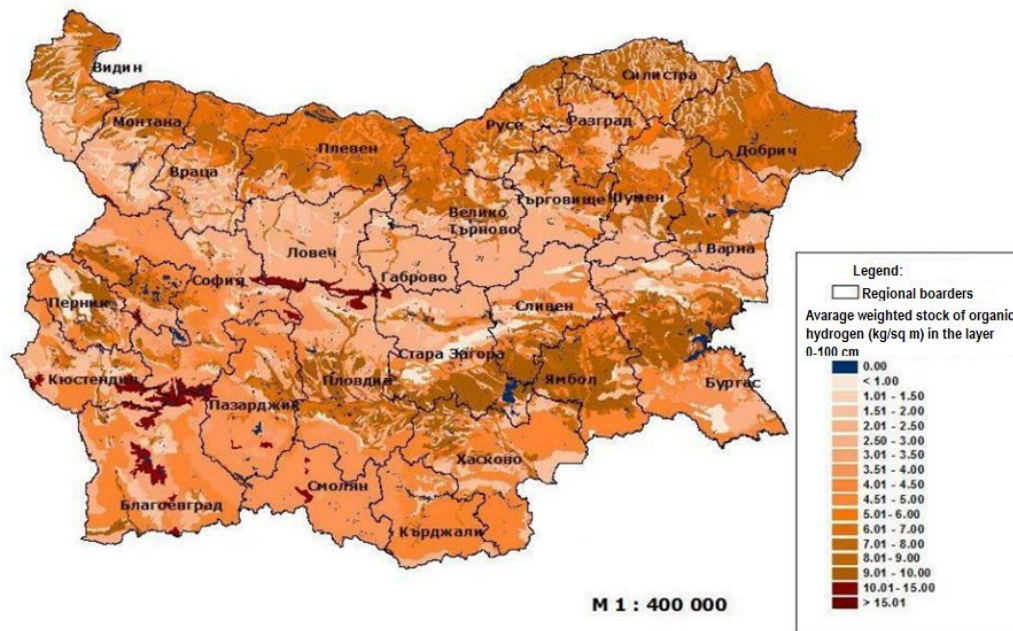 Видин
Силистра
Монтана
Русе
Разград
Плевен
Добрич
Враца
Търговище
Шумен
Велико
Търново
Ловеч
Варна
София
Габрово
Перник
Сливен
Стара Загора
Кюстендил
Пловдив
Ямбол
Бургас
Пазарджик
Хасково
Смолян
Благоевград
Кърджали
М 1 : 400 000
Legend:
Regional boarders
Avarage weighted stock of organic
hydrogen (kg/sq m) in the layer
0-100 cm
0.00
< 1.00
1.01 - 1.50
1.51 - 2.00
2.01 - 2.50
2.50 - 3.00
3.01 - 3.50
3.51 - 4.00
4.01 - 4.50
4.51 - 5.00
5.01- 6.00
6.01 - 7.00
7.01 - 8.00
8.01 - 9.00
9.01 - 10.00
10.01 - 15.00
> 15.01